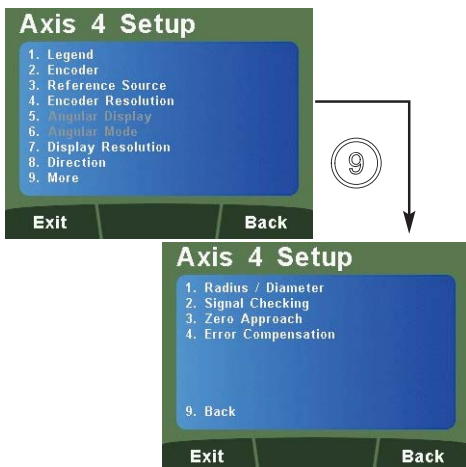 Axis 4 Setup
1. Legend
2. Encoder
3. Reference Source
4. Encoder Resolution
5. Angular Display
6. Angular Mode
7. Display Resolution
8. Direction
9. More
Exit Back
9
Axis 4 Setup
1. Radius / Diameter
2. Signal Checking
3. Zero Approach
4. Error Compensation
9. Back
Exit Back